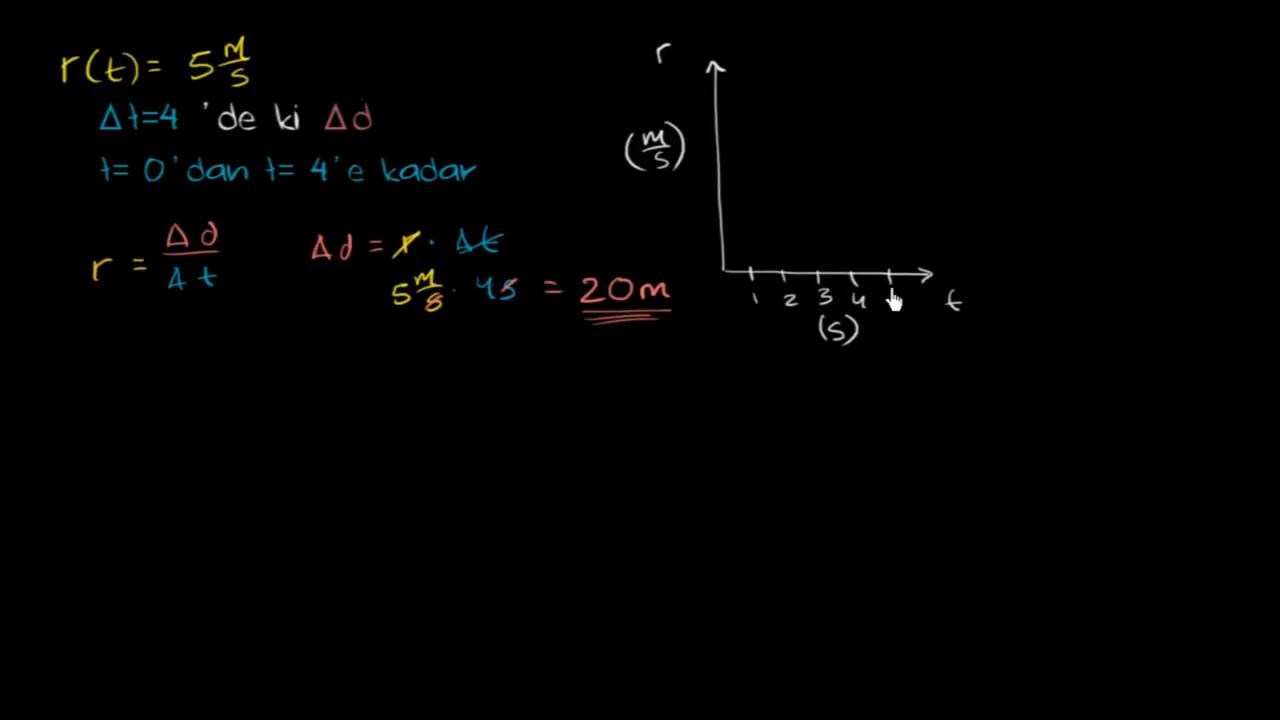 r(t) = 5 m/s
Δt=4 'de ki Δd
t= 0'dan t= 4'e kadar
r = Δd/Δt
Δd = r · Δt
5 m/s · 4s = 20m
r
(m/s)
1 2 3 4
t
(s)